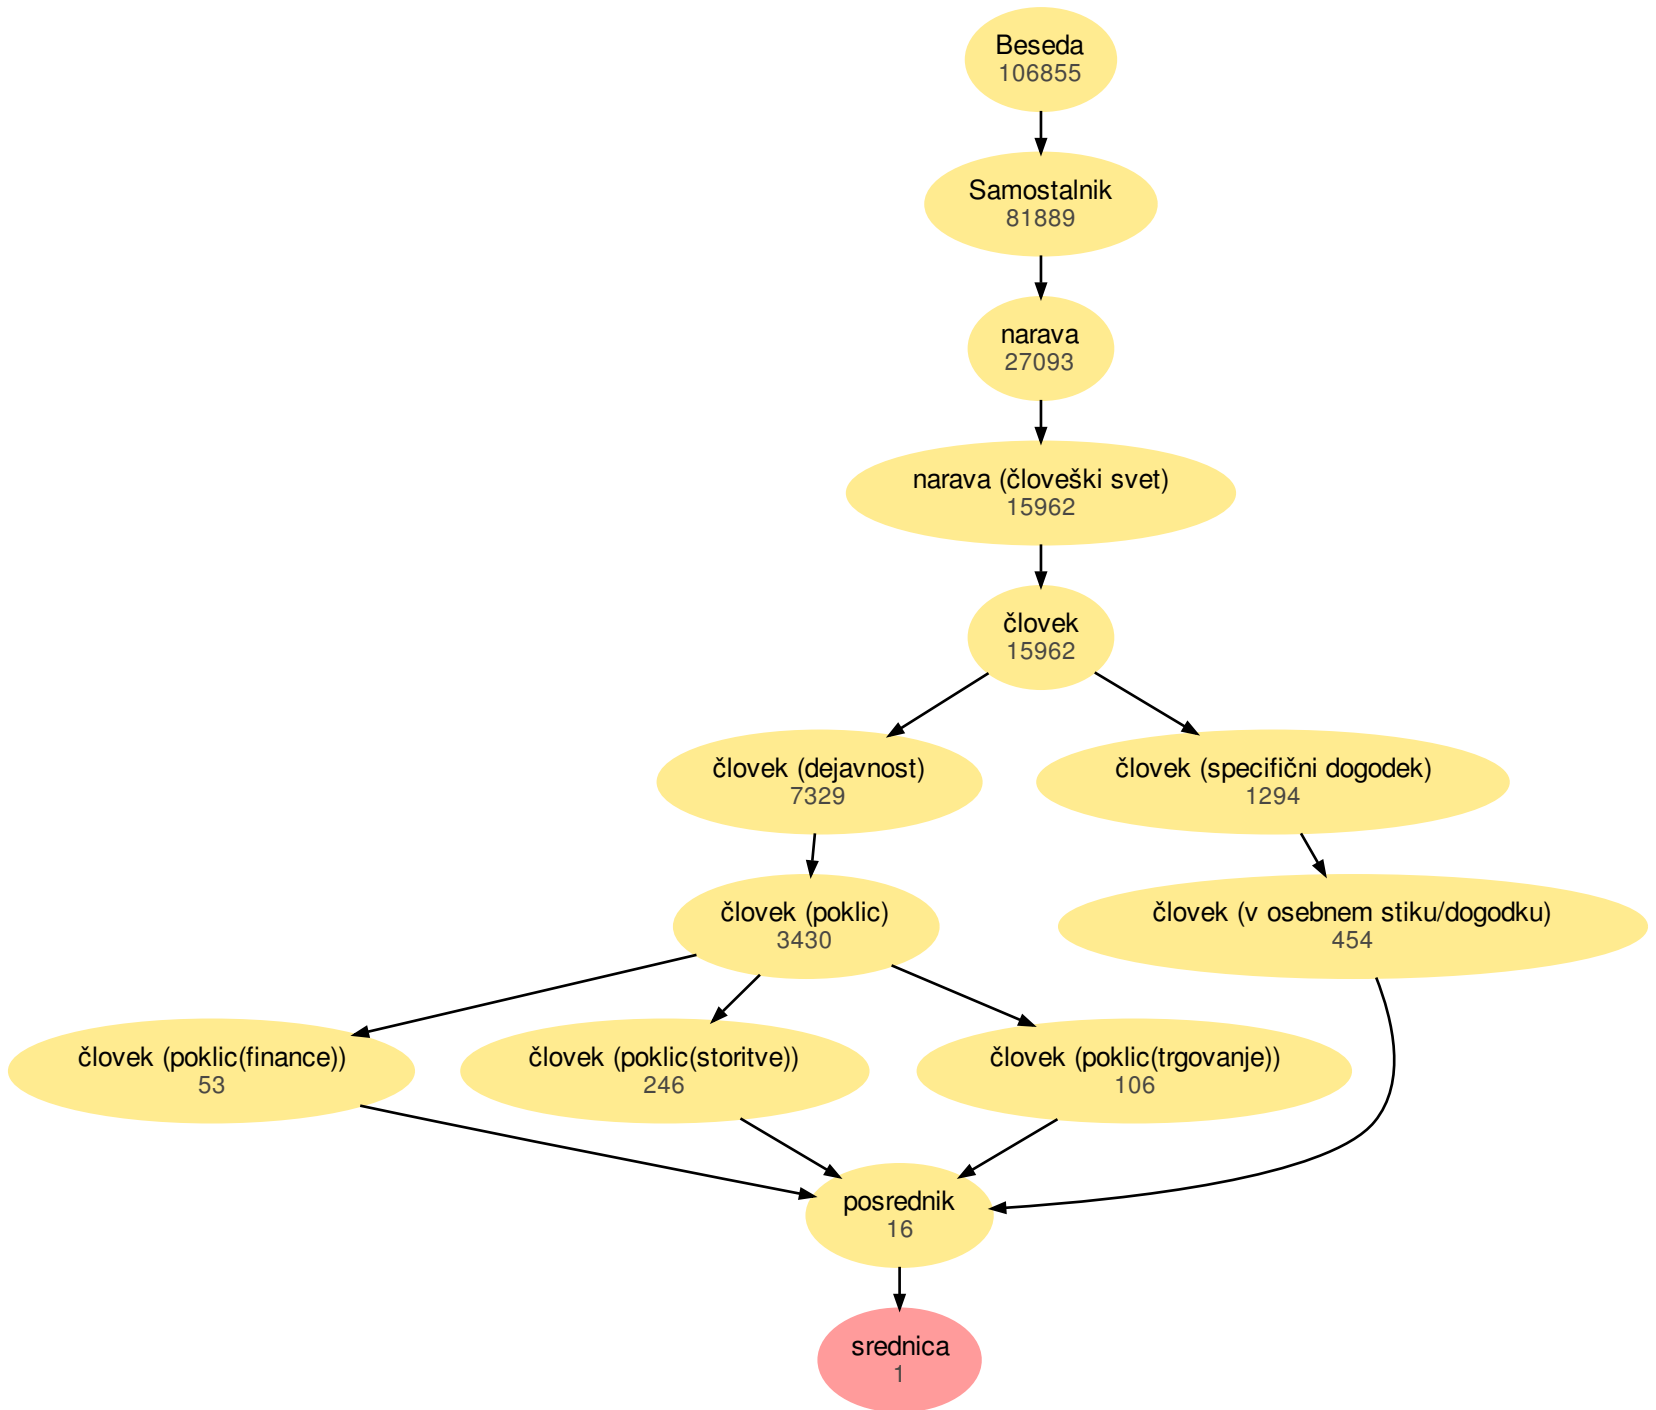 Beseda
106855
Samostalnik
81889
narava
27093
narava (človeški svet)
15962
človek
15962
človek (dejavnost)
7329
človek (specifični dogodek)
1294
človek (poklic)
3430
človek (v osebnem stiku/dogodku)
454
človek (poklic(finance))
53
človek (poklic(storitve))
246
človek (poklic(trgovanje))
106
posrednik
16
srednica
1